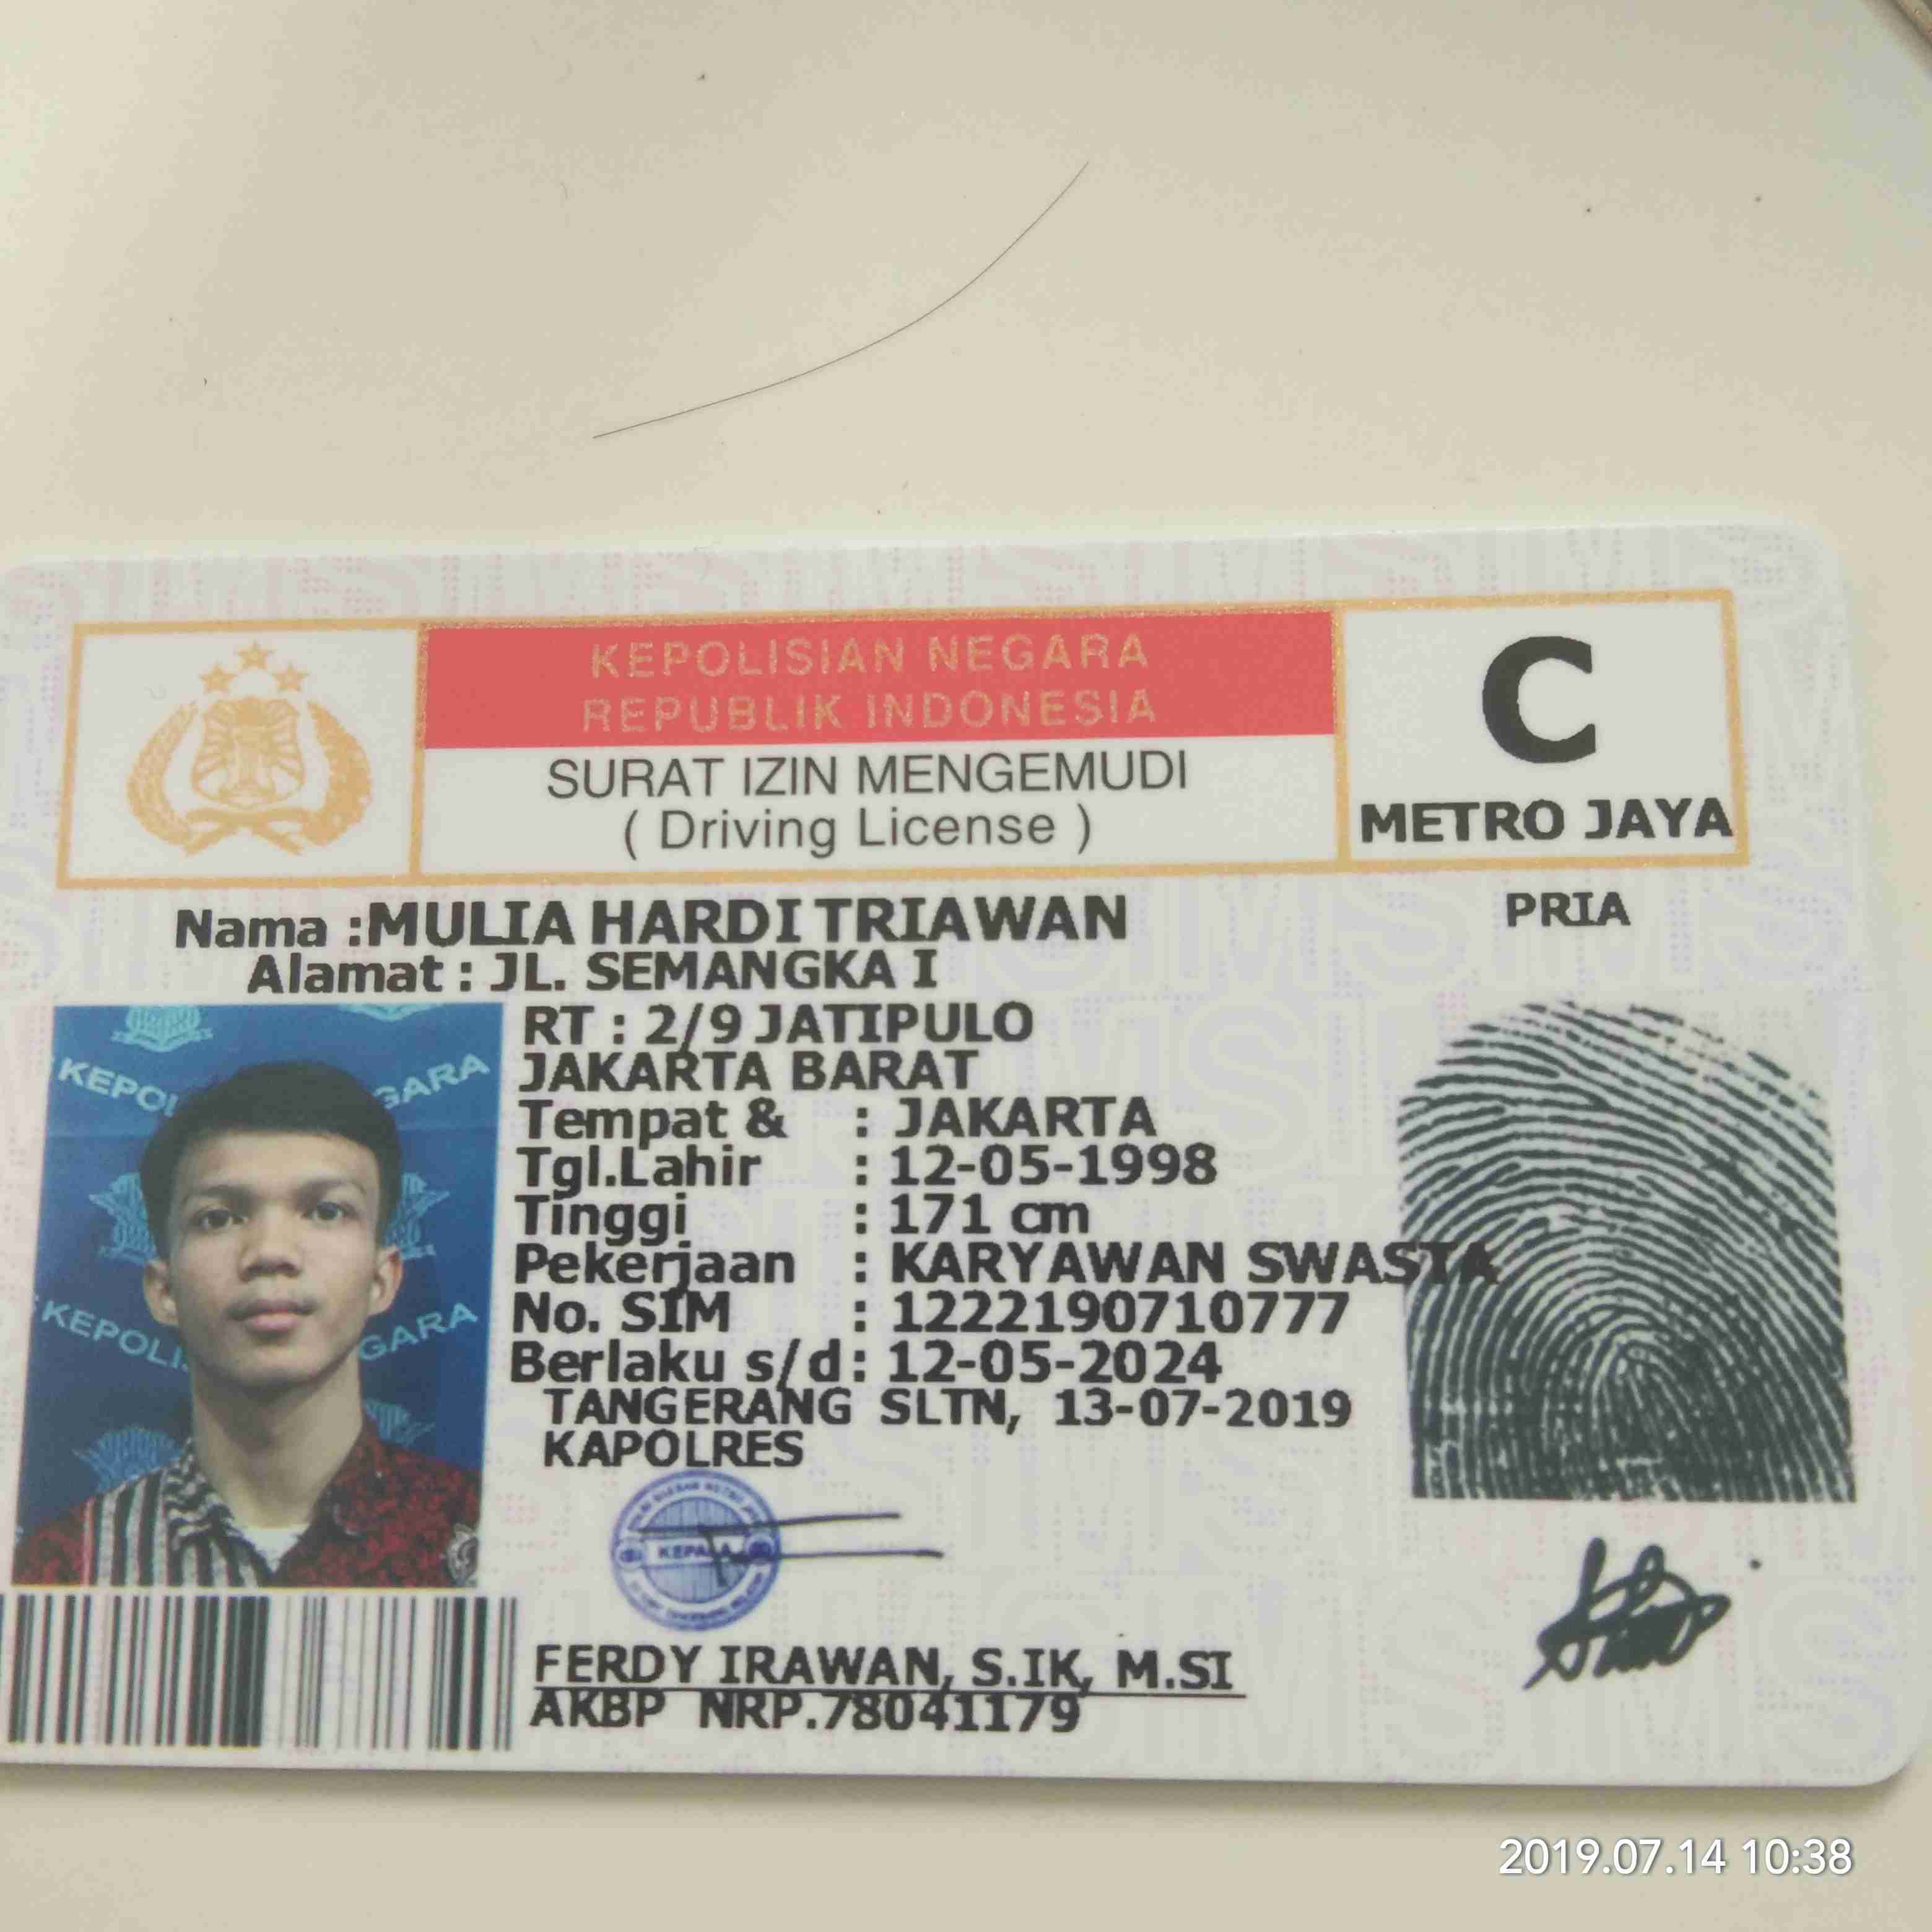 KEPOLISIAN NEGARA
REPUBLIK INDONESIA
SURAT IZIN MENGEMUDI
( Driving License )
C
METRO JAYA
Nama :MULIA HARDI TRIAWAN
PRIA
Alamat : JL. SEMANGKA I
RT : 2/9 JATIPULO
JAKARTA BARAT
Tempat & : JAKARTA
Tgl.Lahir : 12-05-1998
Tinggi : 171 cm
Pekerjaan : KARYAWAN SWASTA
No. SIM : 1222190710777
Berlaku s/d : 12-05-2024
TANGERANG SLTN, 13-07-2019
KAPOLRES
KEPALA
FERDY IRAWAN, S.IK, M.SI
AKBP NRP.78041179
2019.07.14 10:38